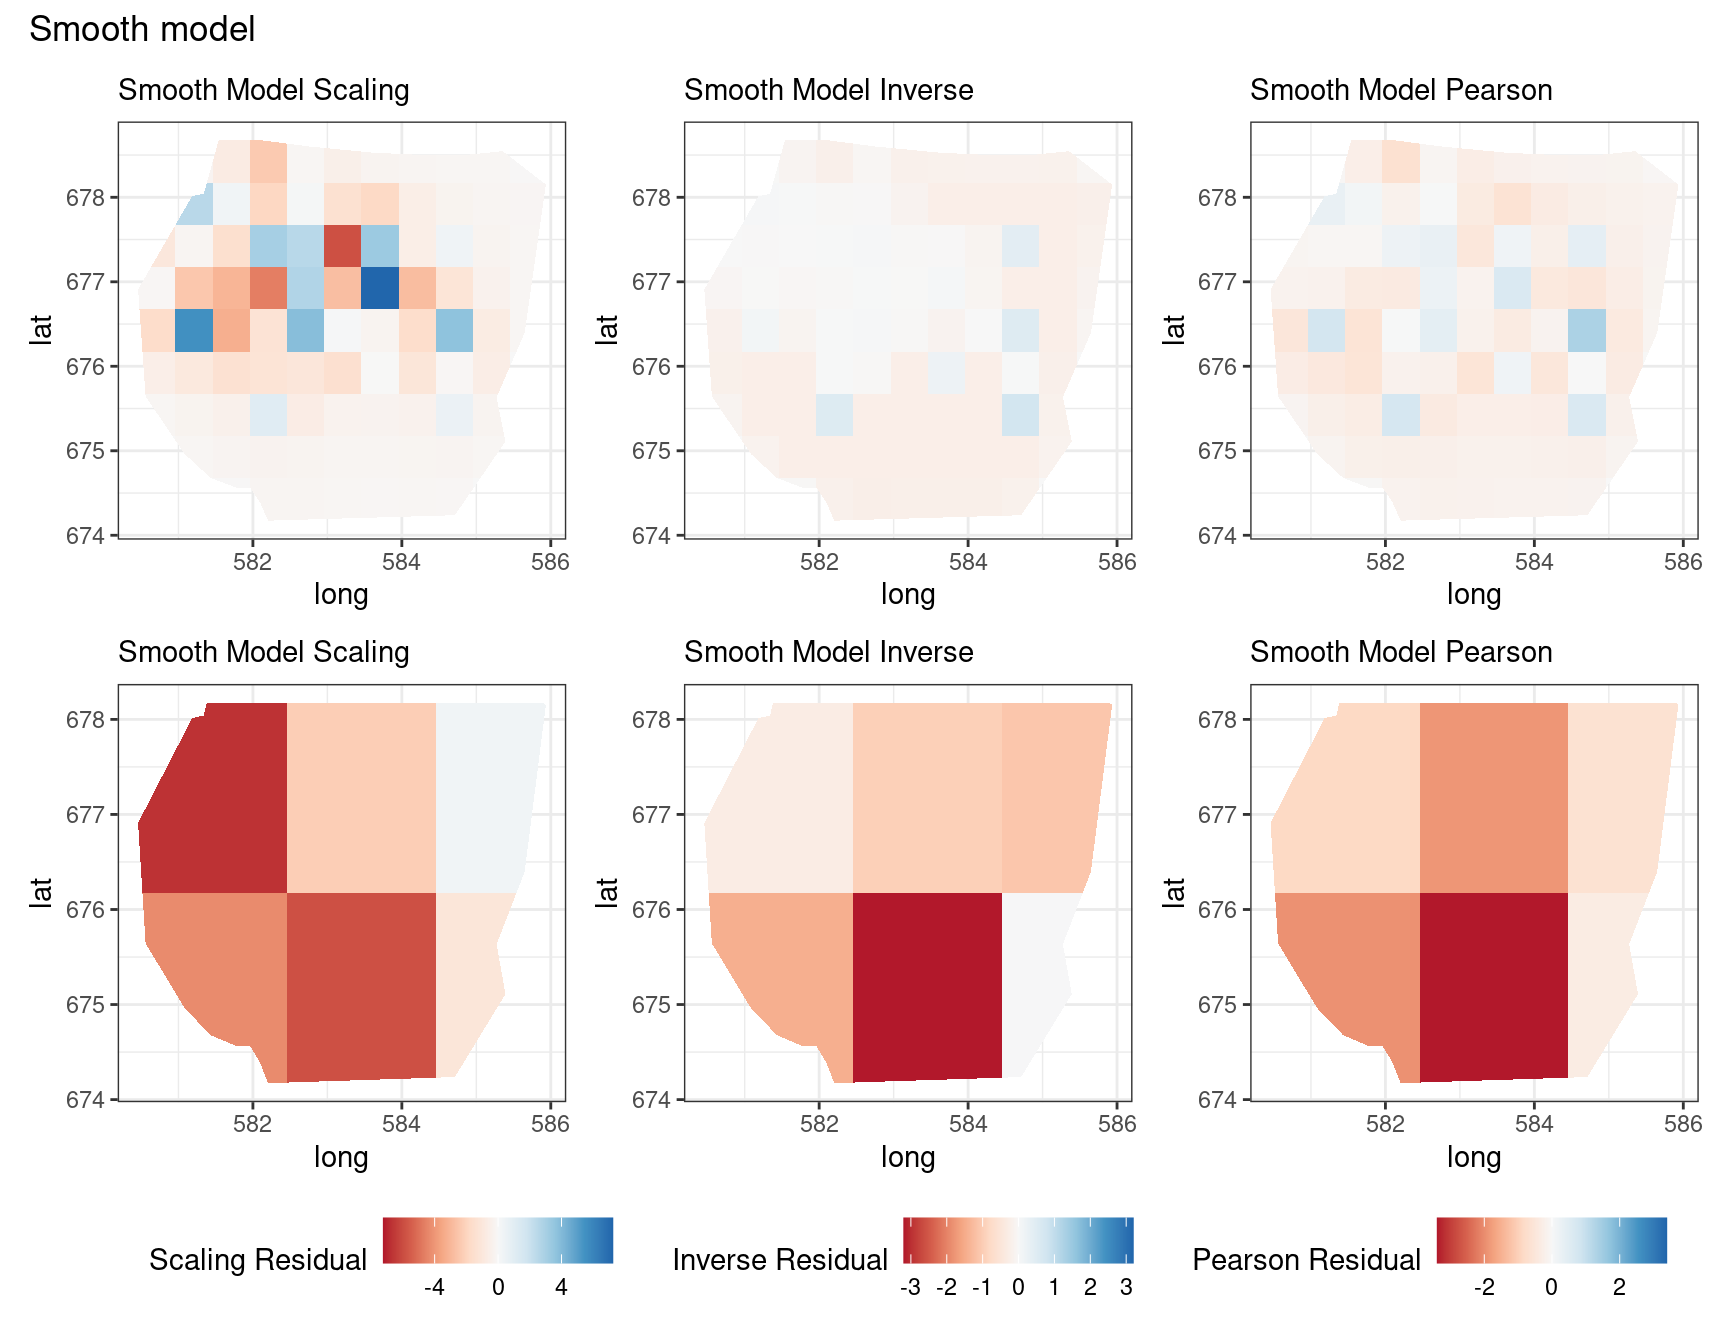 Smooth model
Smooth Model Scaling
Smooth Model Inverse
Smooth Model Pearson
678
677
676
675
674
lat
582
584
586
long
678
677
676
675
674
lat
582
584
586
long
678
677
676
675
674
lat
582
584
586
long
Smooth Model Scaling
Smooth Model Inverse
Smooth Model Pearson
678
677
676
675
674
lat
582
584
586
long
678
677
676
675
674
lat
582
584
586
long
678
677
676
675
674
lat
582
584
586
long
Scaling Residual
-4 0 4
Inverse Residual
-3 -2 -1 0 1 2 3
Pearson Residual
-2 0 2